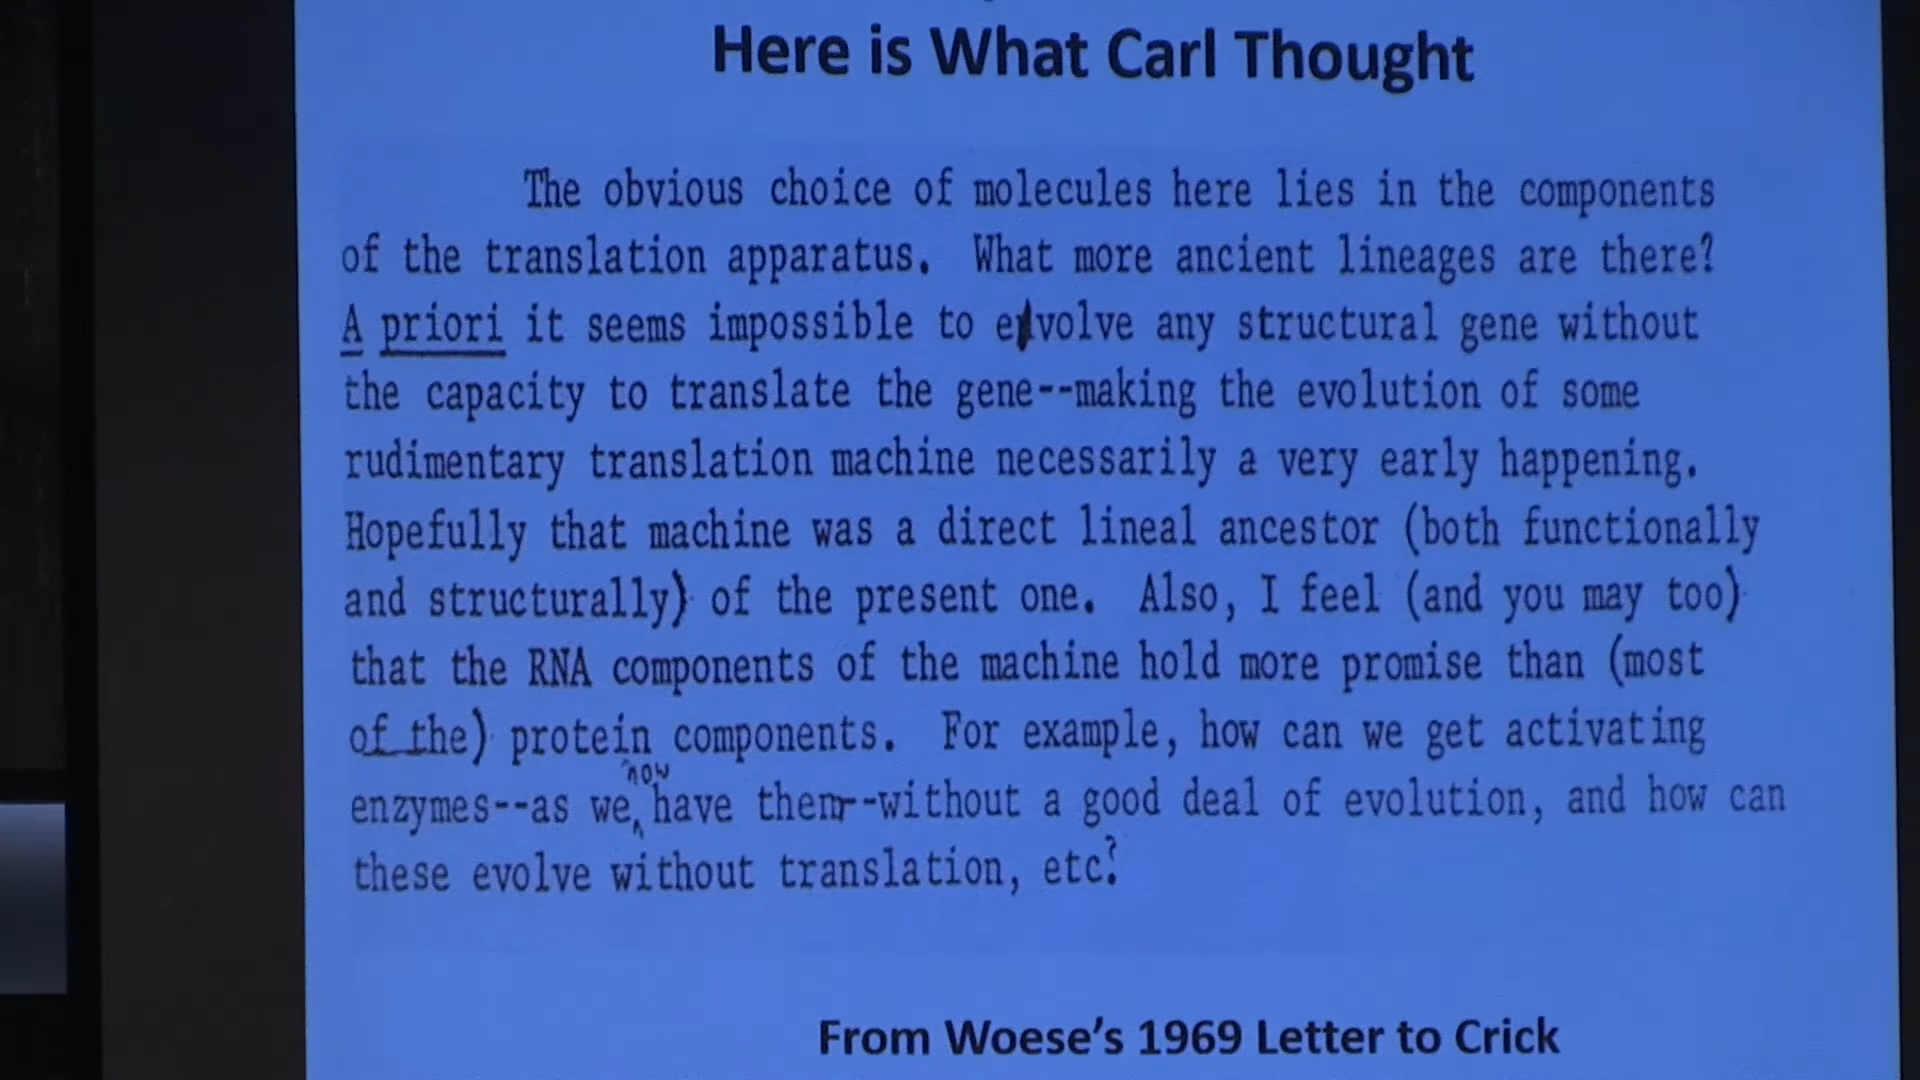 Here is What Carl Thought
The obvious choice of molecules here lies in the components
of the translation apparatus. What more ancient lineages are there?
A priori it seems impossible to evolve any structural gene without
the capacity to translate the gene--making the evolution of some
rudimentary translation machine necessarily a very early happening.
Hopefully that machine was a direct lineal ancestor (both functionally
and structurally) of the present one. Also, I feel (and you may too)
that the RNA components of the machine hold more promise than (most
of the) protein components. For example, how can we get activating
enzymes--as we now have them--without a good deal of evolution, and how can
these evolve without translation, etc?
From Woese's 1969 Letter to Crick